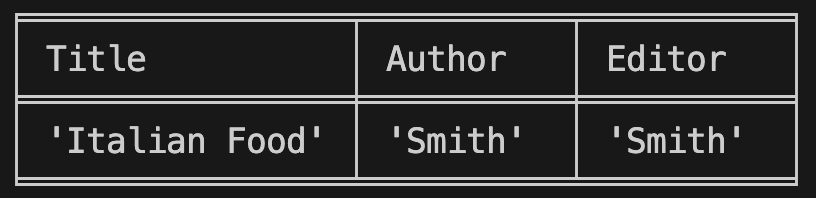 Title Author Editor
'Italian Food' 'Smith' 'Smith'